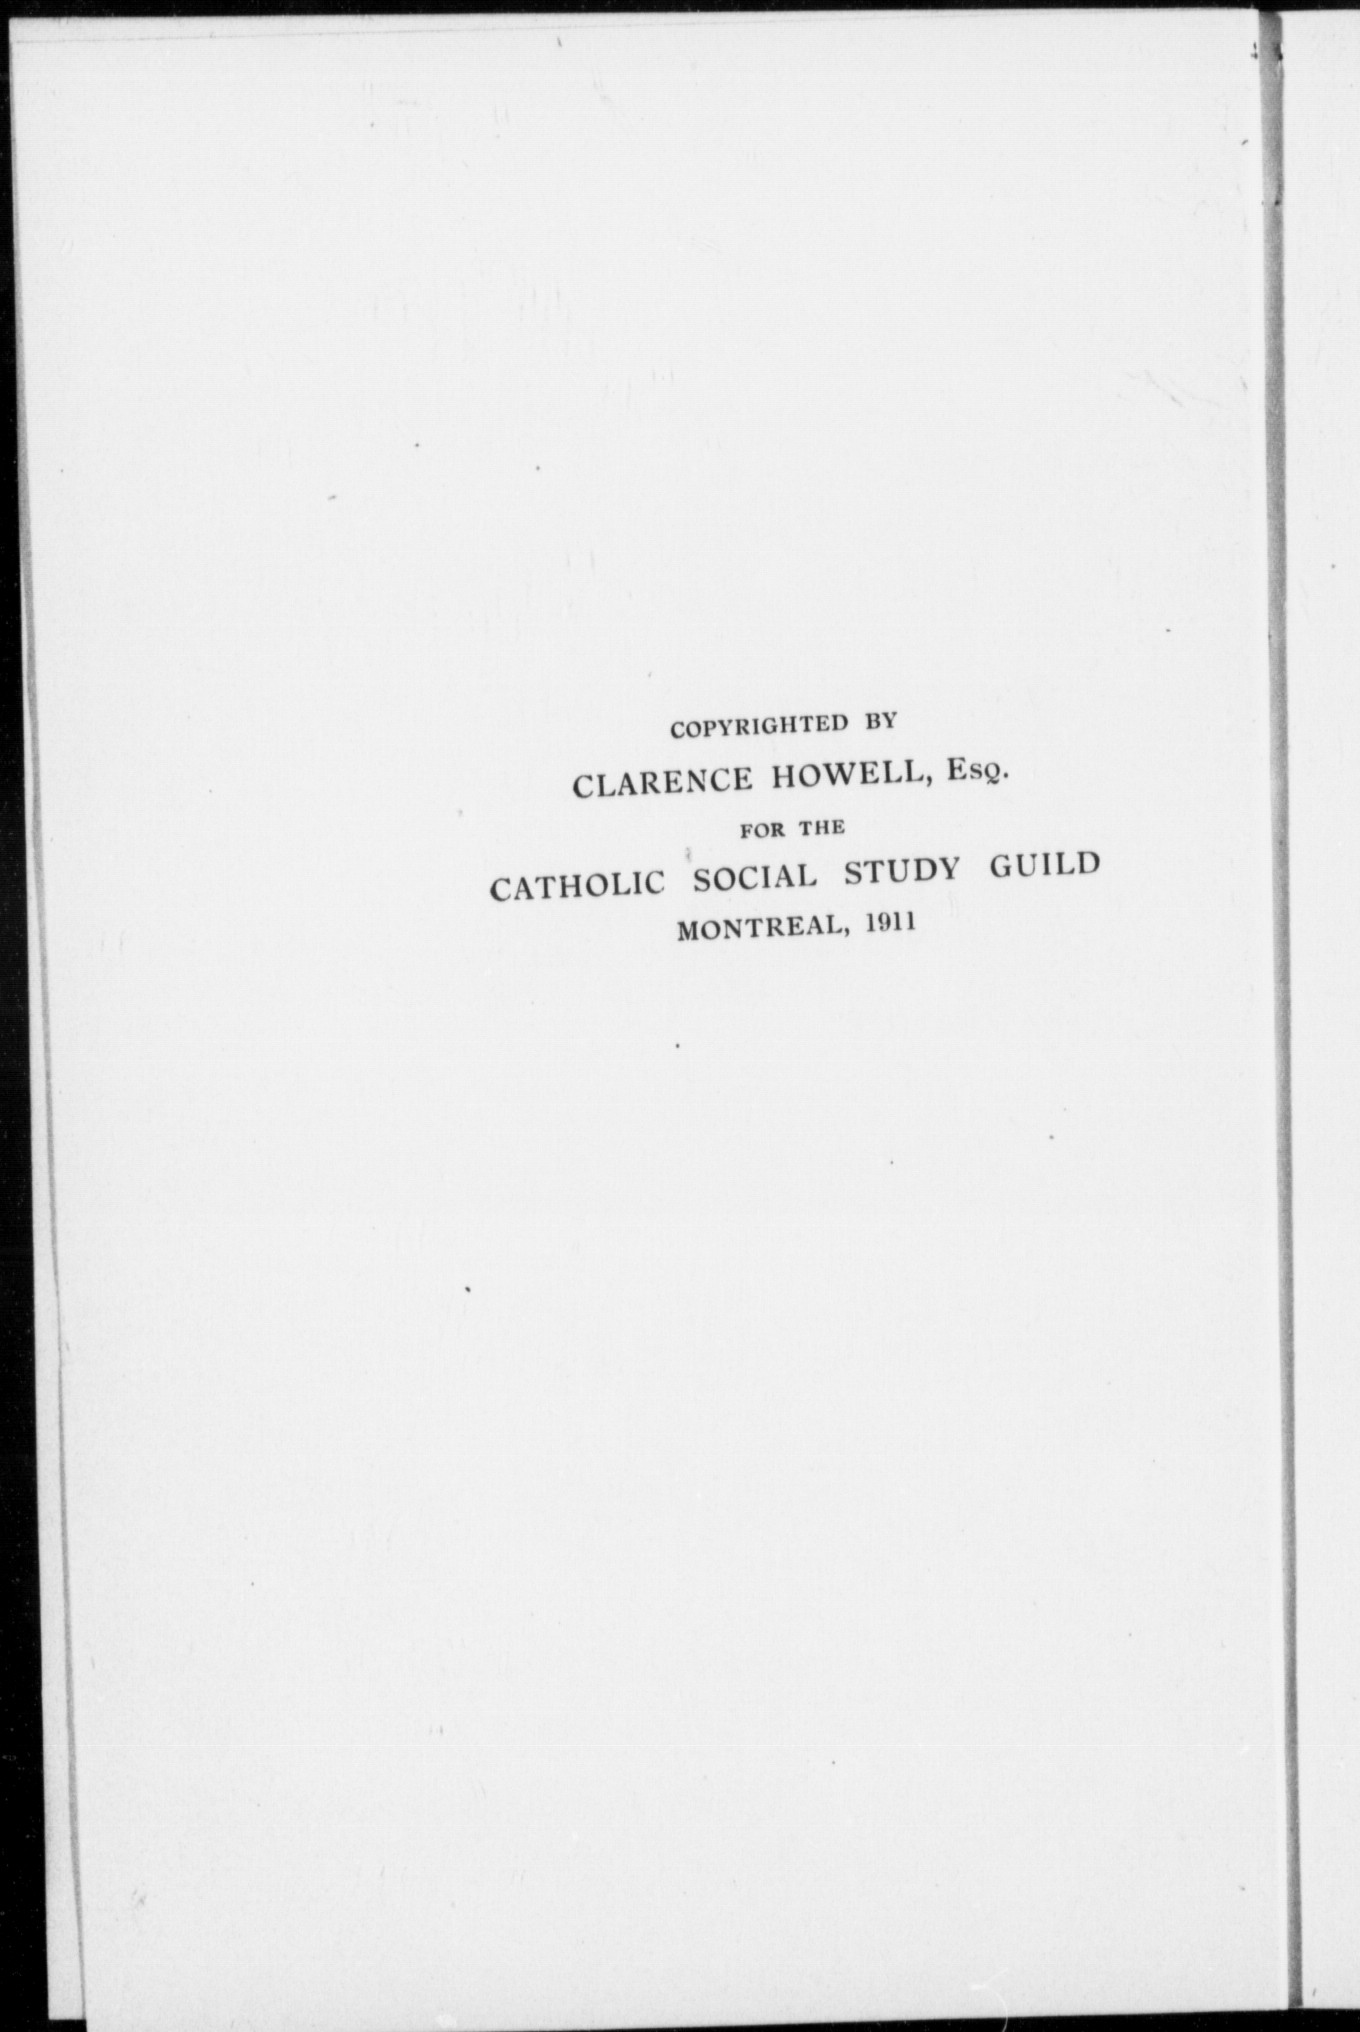 COPYRIGHTED BY
CLARENCE HOWELL, Esq.
FOR THE
CATHOLIC SOCIAL STUDY GUILD
MONTREAL, 1911